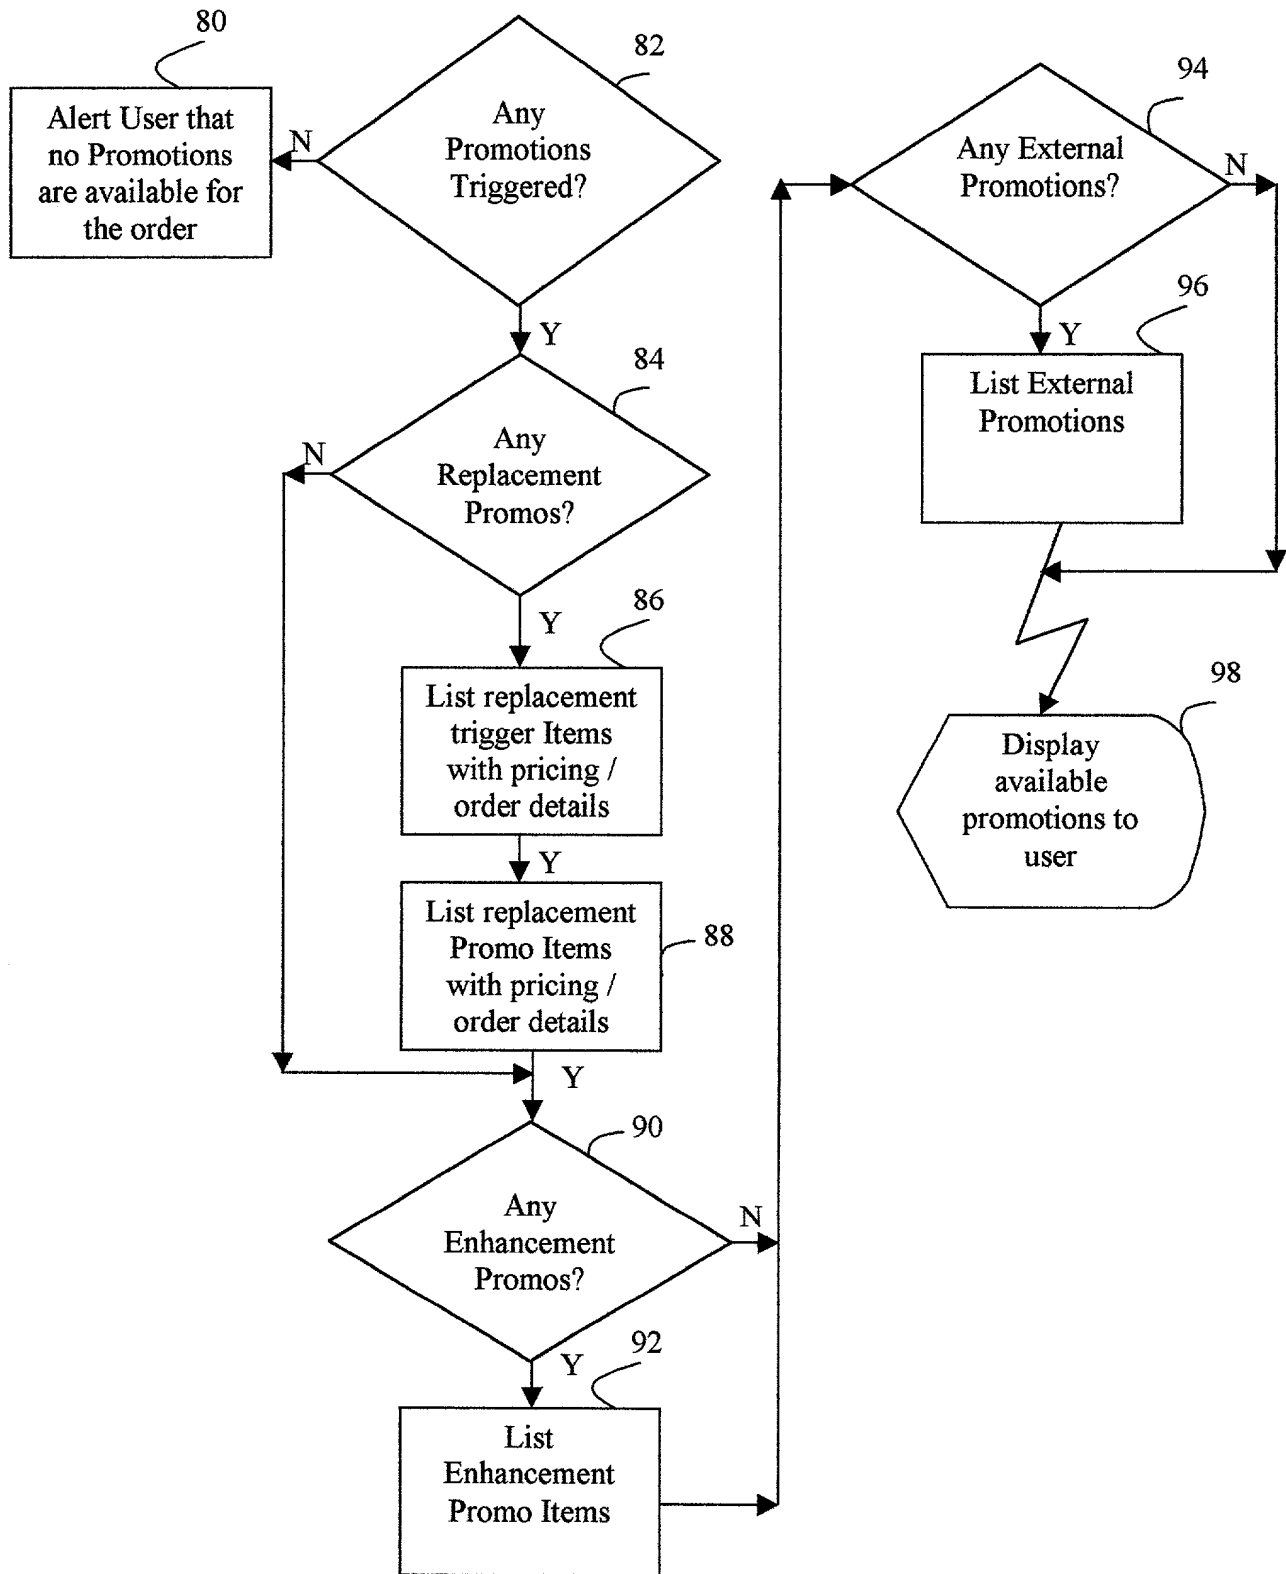 80
Alert User that
no Promotions
are available for
the order
N
82
Any
Promotions
Triggered?
Y
84
Any
Replacement
Promos?
N
Y
86
List replacement
trigger Items
with pricing /
order details
Y
List replacement
Promo Items
with pricing /
order details
88
Y
90
Any
Enhancement
Promos?
N
Y
92
List
Enhancement
Promo Items
94
Any External
Promotions?
N
Y
96
List External
Promotions
98
Display
available
promotions to
user